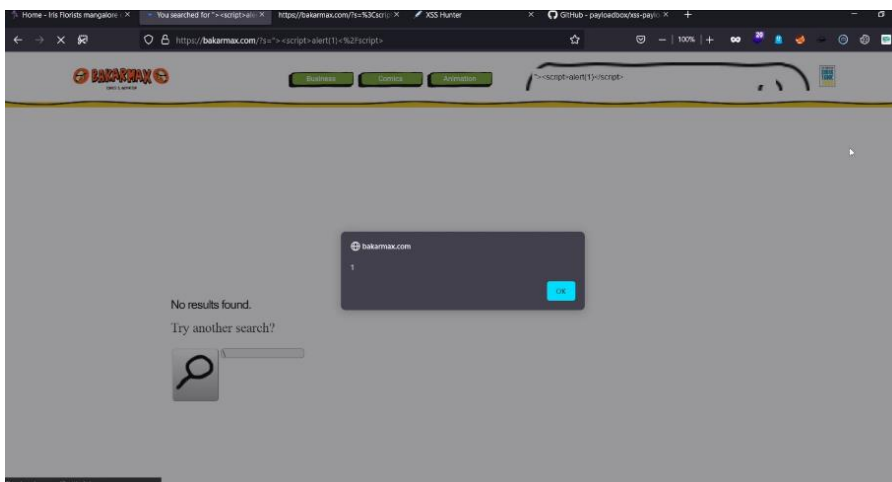 Home - Iris Florists mangalore
You searched for "><script>ale
https://bakarmax.com/?s=%3Cscrip
XSS Hunter
GitHub - payloadbox/xss-paylo
https://bakarmax.com/?s="><script>alert(1)<%2Fscript>
100%
BAKARMAX
Business
Comics
Animation
"><script>alert(1)</script>
bakarmax.com
1
OK
No results found.
Try another search?